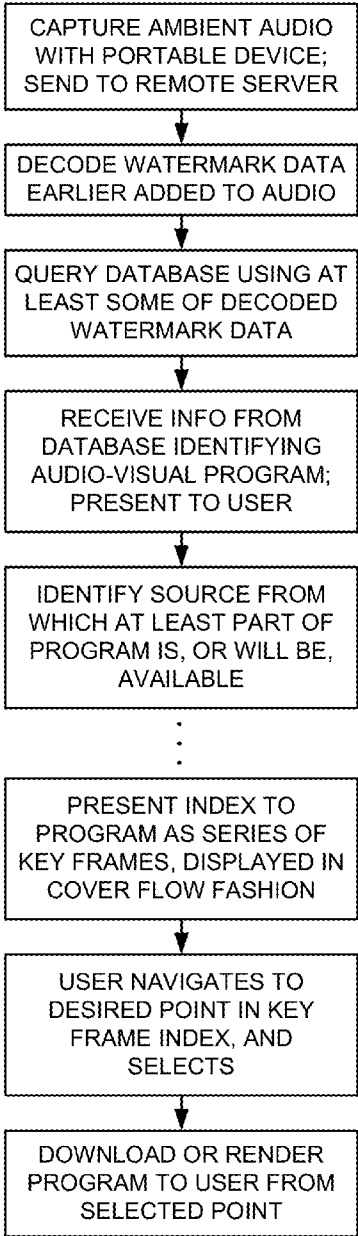 CAPTURE AMBIENT AUDIO
WITH PORTABLE DEVICE;
SEND TO REMOTE SERVER
DECODE WATERMARK DATA
EARLIER ADDED TO AUDIO
QUERY DATABASE USING AT
LEAST SOME OF DECODED
WATERMARK DATA
RECEIVE INFO FROM
DATABASE IDENTIFYING
AUDIO-VISUAL PROGRAM;
PRESENT TO USER
IDENTIFY SOURCE FROM
WHICH AT LEAST PART OF
PROGRAM IS, OR WILL BE,
AVAILABLE
PRESENT INDEX TO
PROGRAM AS SERIES OF
KEY FRAMES, DISPLAYED IN
COVER FLOW FASHION
USER NAVIGATES TO
DESIRED POINT IN KEY
FRAME INDEX, AND
SELECTS
DOWNLOAD OR RENDER
PROGRAM TO USER FROM
SELECTED POINT